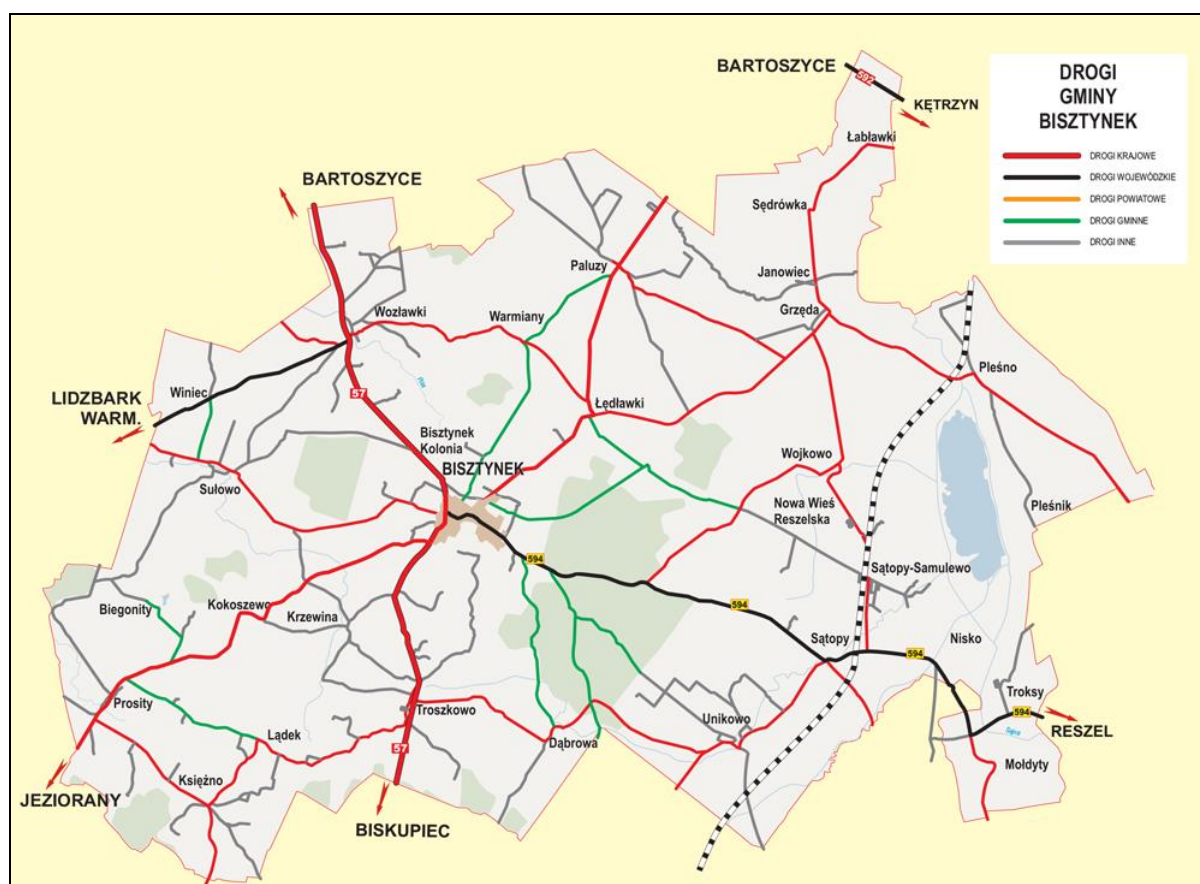 BARTOSZYCE
592
KĘTRZYN
DROGI
GMINY
BISZTYNEK
DROGI KRAJOWE
DROGI WOJEWÓDZKIE
DROGI POWIATOWE
DROGI GMINNE
DROGI INNE
Łabławki
BARTOSZYCE
Sędrówka
Paluzy
Janowiec
Wozławki
Warmiany
Grzęda
Pleśno
LIDZBARK
WARM.
Winiec
57
Łędławki
Bisztynek
Kolonia
BISZTYNEK
Wojkowo
Sułowo
Nowa Wieś
Reszelska
Pleśnik
594
Sątopy-Samulewo
Biegonity
Kokoszewo
Krzewina
594
Sątopy
594
Nisko
Prosity
Troszkowo
Unikowo
Troksy
594
RESZEL
Lądek
57
Dąbrowa
Mołdyty
Księżno
JEZIORANY
BISKUPIEC